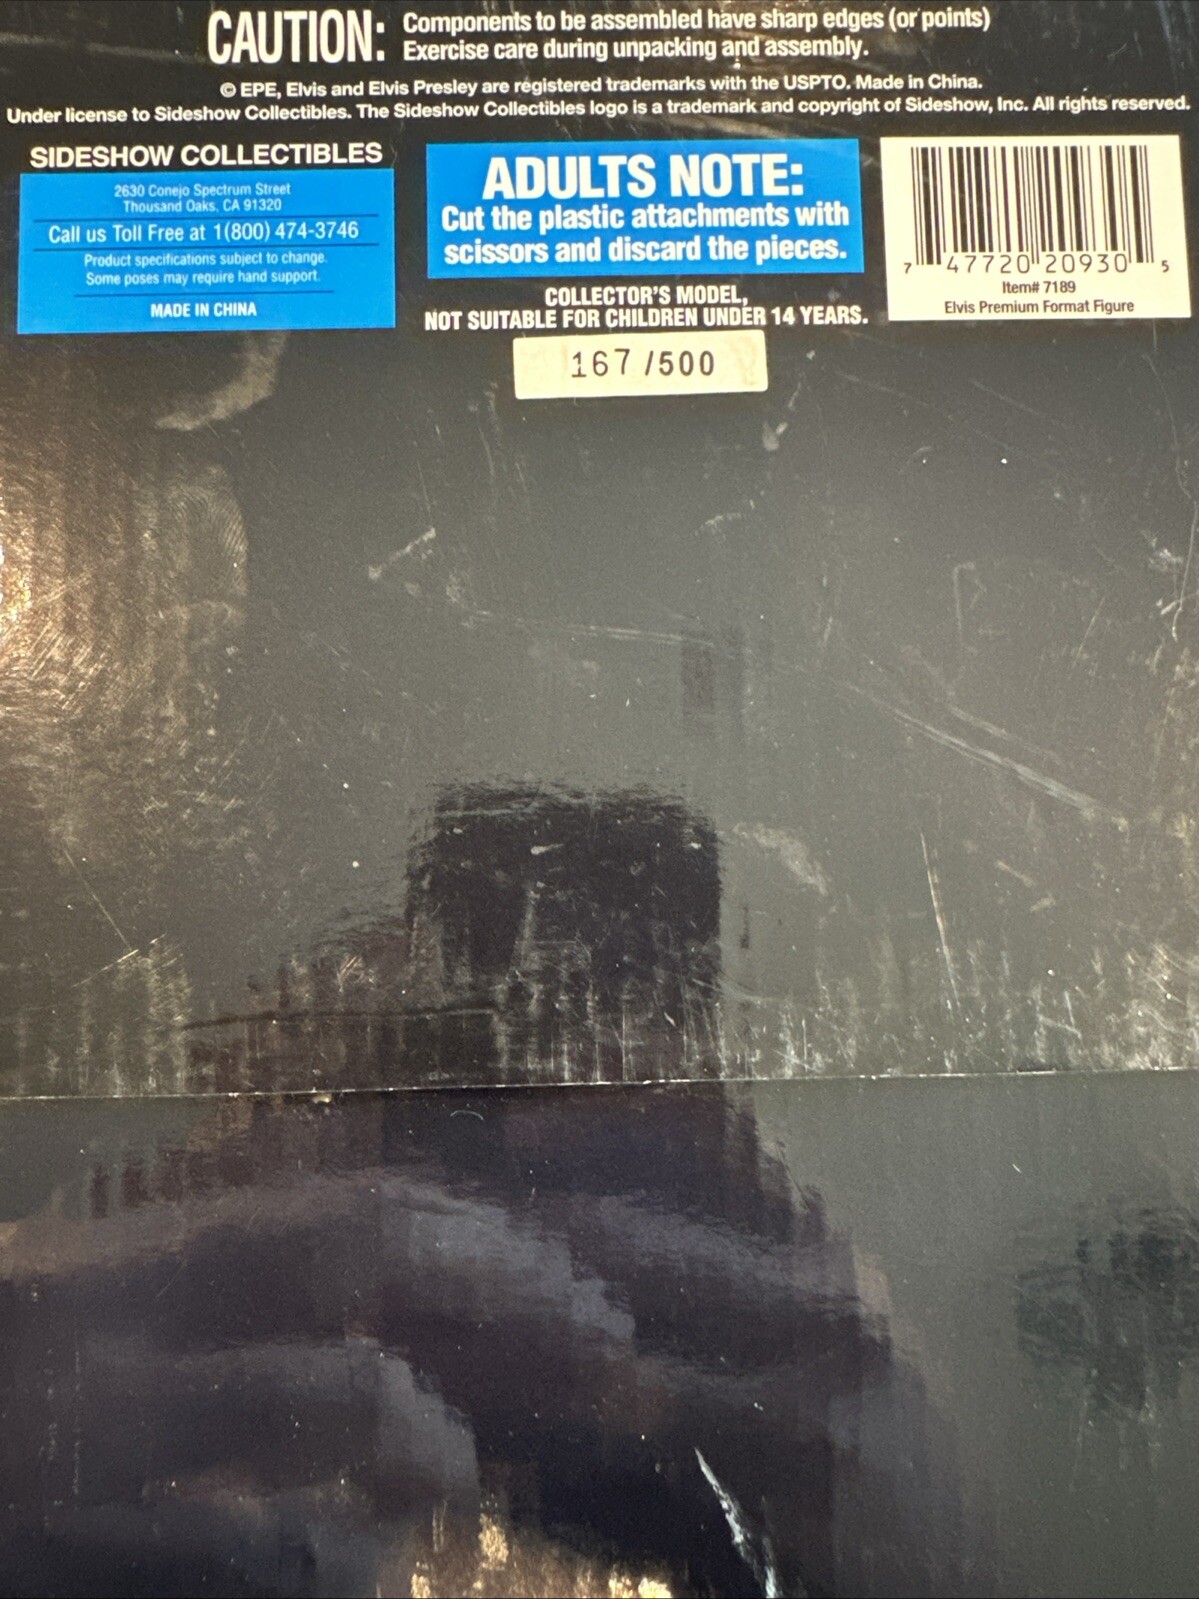 CAUTION: Components to be assembled have sharp edges (or points)
Exercise care during unpacking and assembly.
© EPE, Elvis and Elvis Presley are registered trademarks with the USPTO. Made in China.
Under license to Sideshow Collectibles. The Sideshow Collectibles logo is a trademark and copyright of Sideshow, Inc. All rights reserved.
SIDESHOW COLLECTIBLES
2630 Conejo Spectrum Street
Thousand Oaks, CA 91320
Call us Toll Free at 1(800) 474-3746
Product specifications subject to change.
Some poses may require hand support.
MADE IN CHINA
ADULTS NOTE:
Cut the plastic attachments with
scissors and discard the pieces.
COLLECTOR'S MODEL,
NOT SUITABLE FOR CHILDREN UNDER 14 YEARS.
167 /500
7 47720 20930 5
Item# 7189
Elvis Premium Format Figure